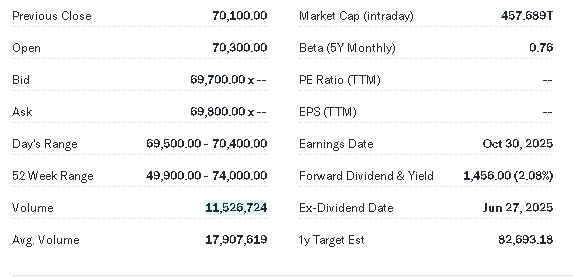 Previous Close 70,100.00 Market Cap (intraday) 457.689T
Open 70,300.00 Beta (5Y Monthly) 0.76
Bid 69,700.00 x -- PE Ratio (TTM) --
Ask 69,800.00 x -- EPS (TTM) --
Day's Range 69,500.00 - 70,400.00 Earnings Date Oct 30, 2025
52 Week Range 49,900.00 - 74,000.00 Forward Dividend & Yield 1,456.00 (2.08%)
Volume 11,526,724 Ex-Dividend Date Jun 27, 2025
Avg. Volume 17,907,619 1y Target Est 82,693.18